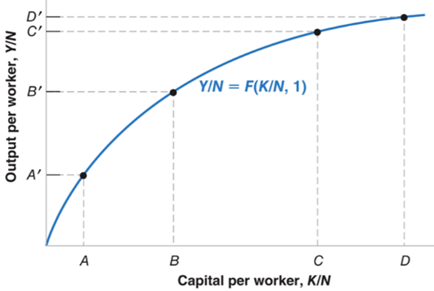 Output per worker, Y/N
D′
C′
B′
A′
Y/N = F(K/N, 1)
A B C D
Capital per worker, K/N